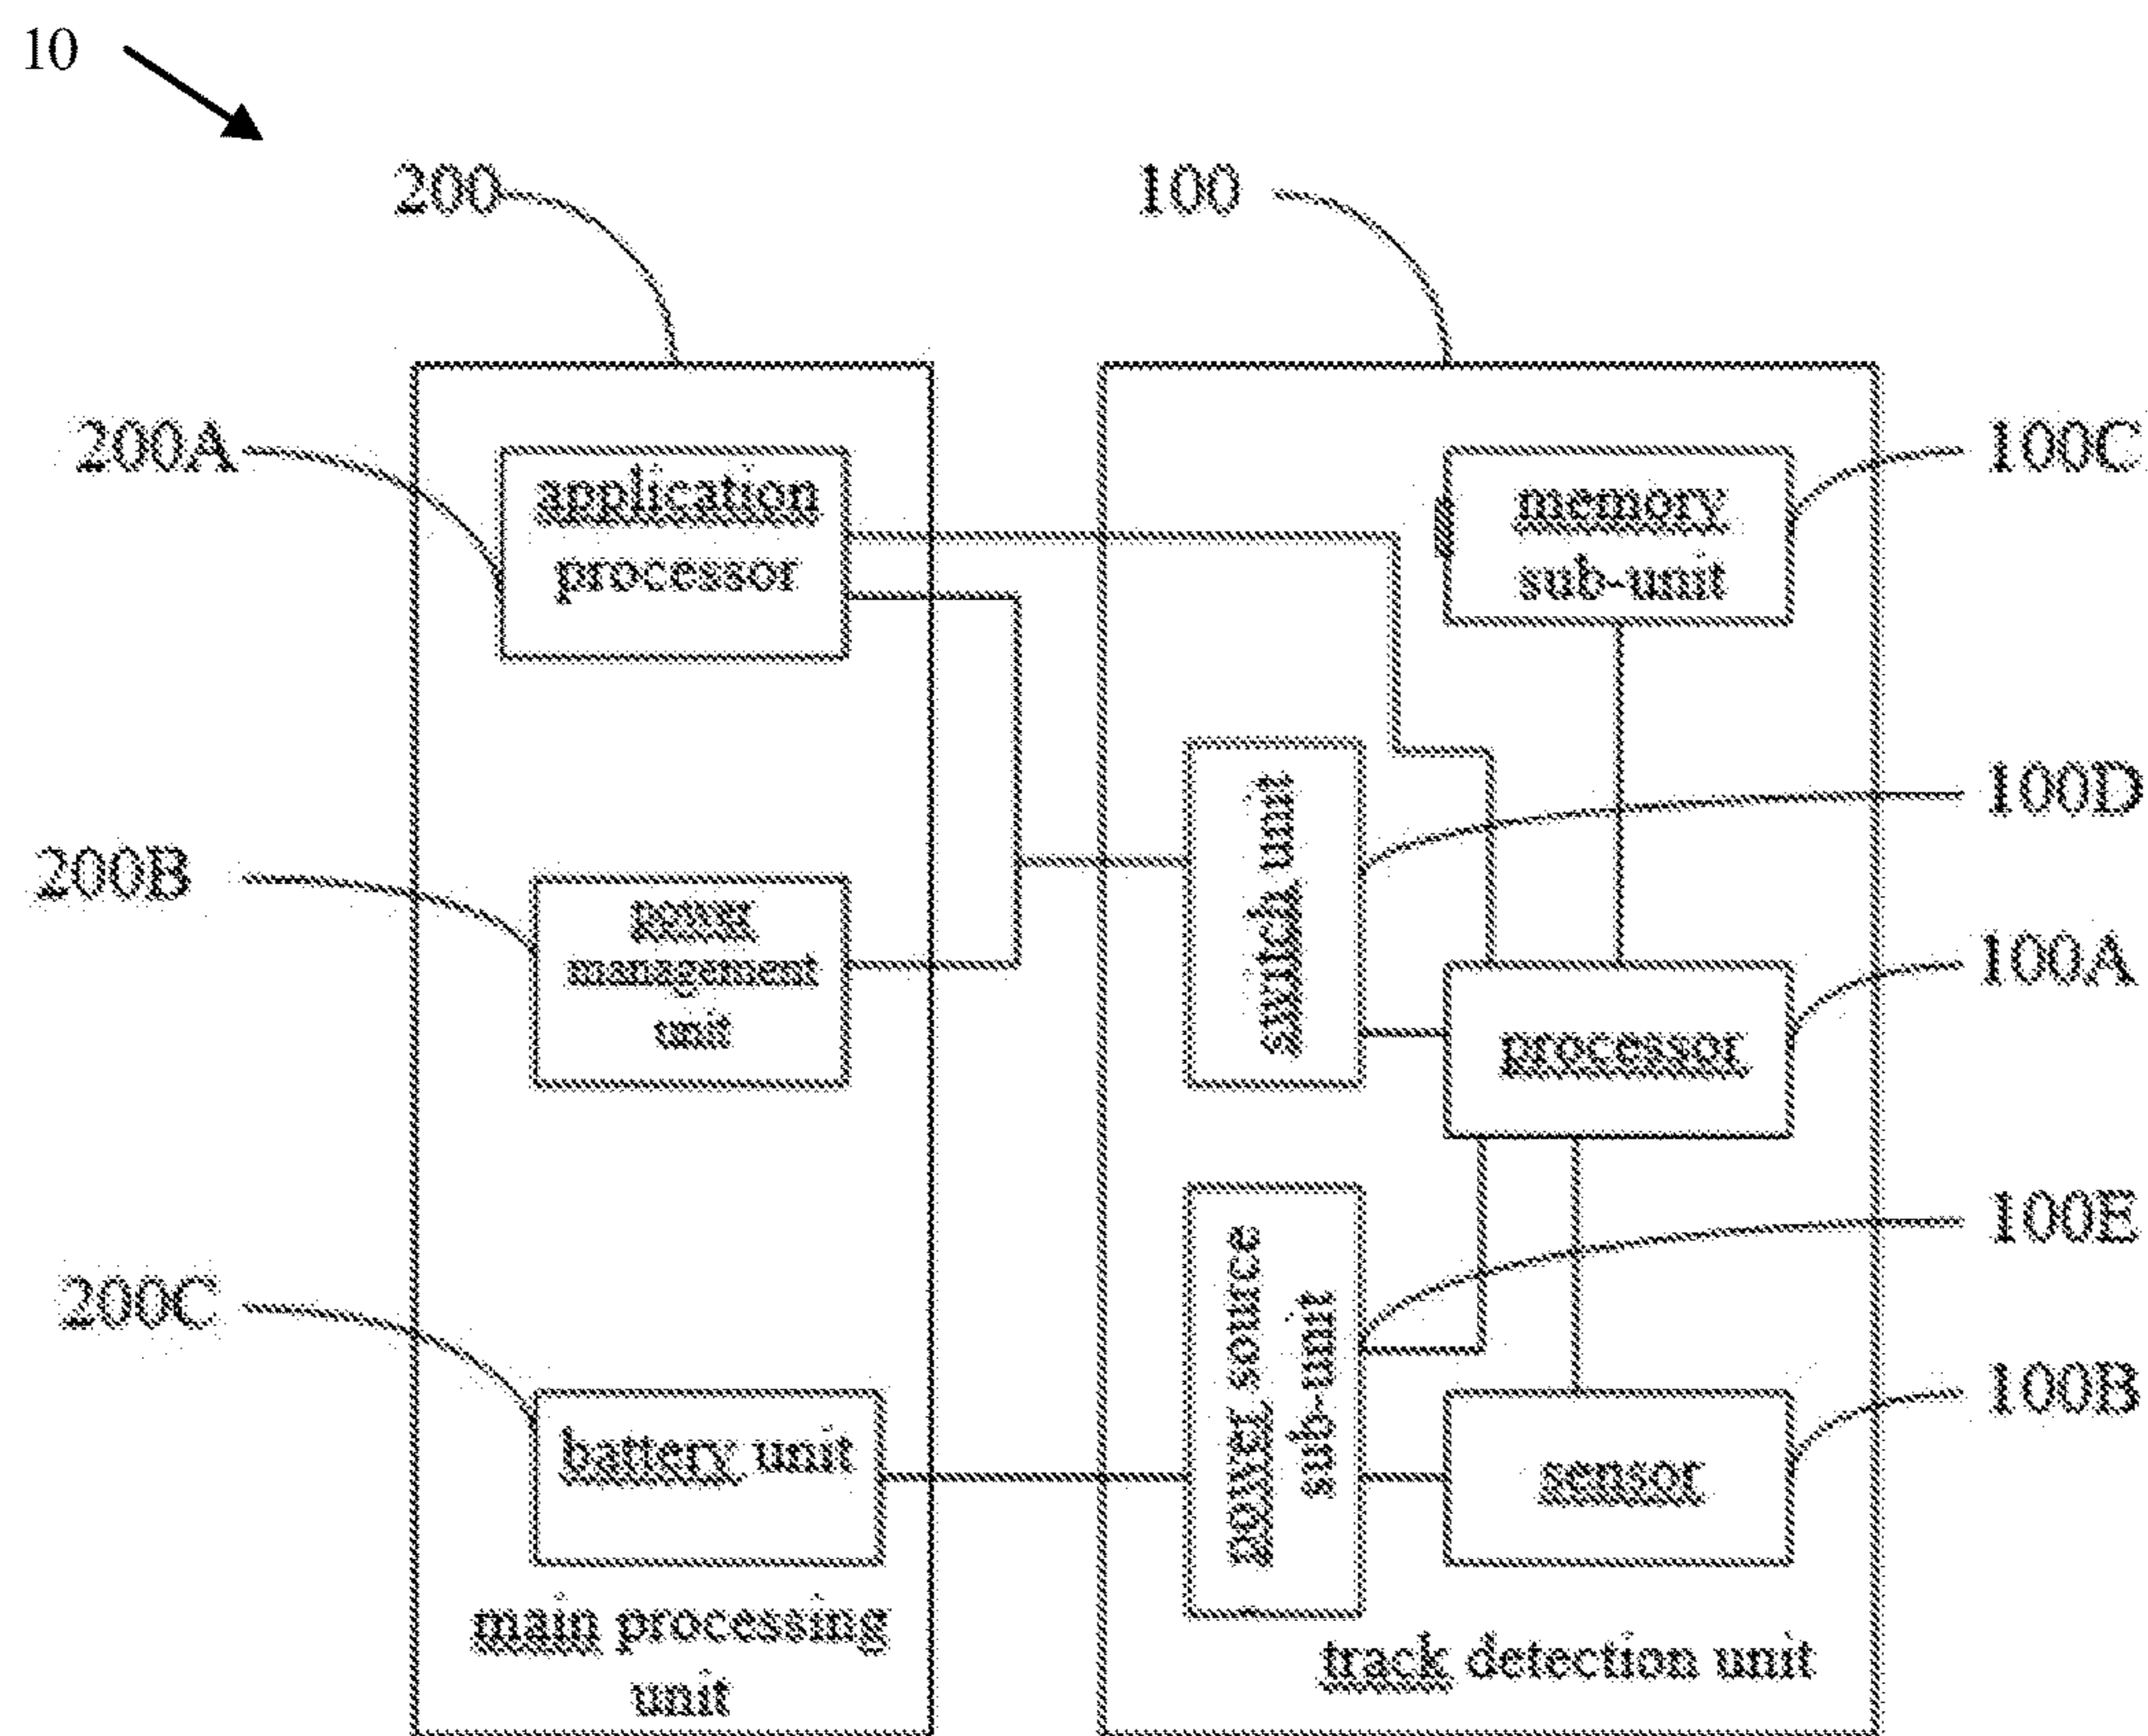 10
200
100
200A
application
processor
memory
sub-unit
100C
switch unit
100D
200B
power
management
unit
processor
100A
power source
sub-unit
100E
200C
battery unit
sensor
100B
main processing
unit
track detection unit